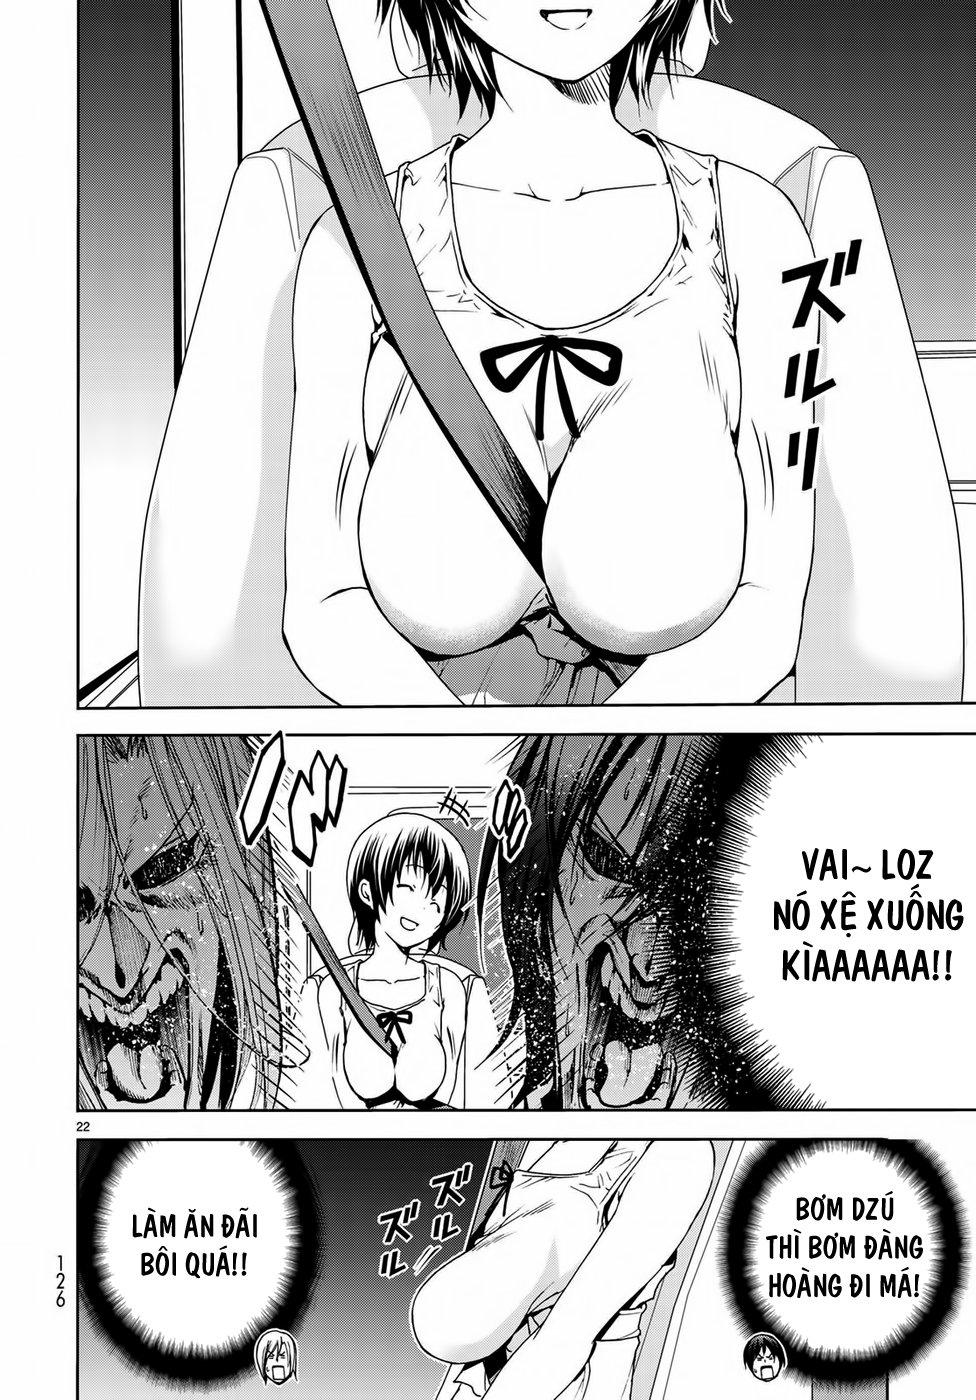 ズルリ
VAI~ LOZ
NÓ XỆ XUỐNG
KÌAAAAAA!!
22
BƠM DZÚ
THÌ BƠM ĐÀNG
HOÀNG ĐI MÁ!
ズルズル
LÀM ĂN ĐÃI
BÔI QUÁ!!
126